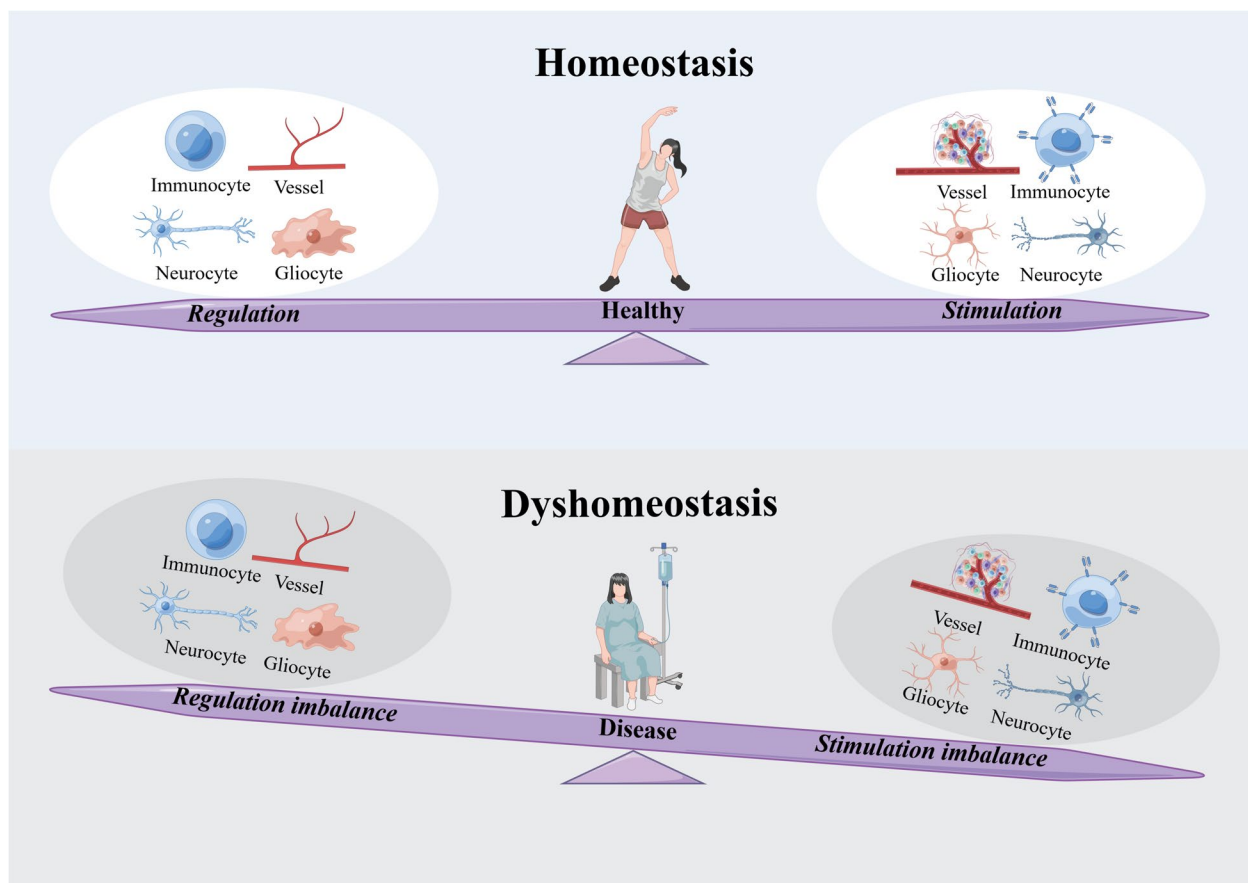 Homeostasis
Immunocyte Vessel
Neurocyte Gliocyte
Vessel Immunocyte
Gliocyte Neurocyte
Regulation Healthy Stimulation
Dyshomeostasis
Immunocyte Vessel
Neurocyte Gliocyte
Vessel Immunocyte
Gliocyte Neurocyte
Regulation imbalance Disease Stimulation imbalance